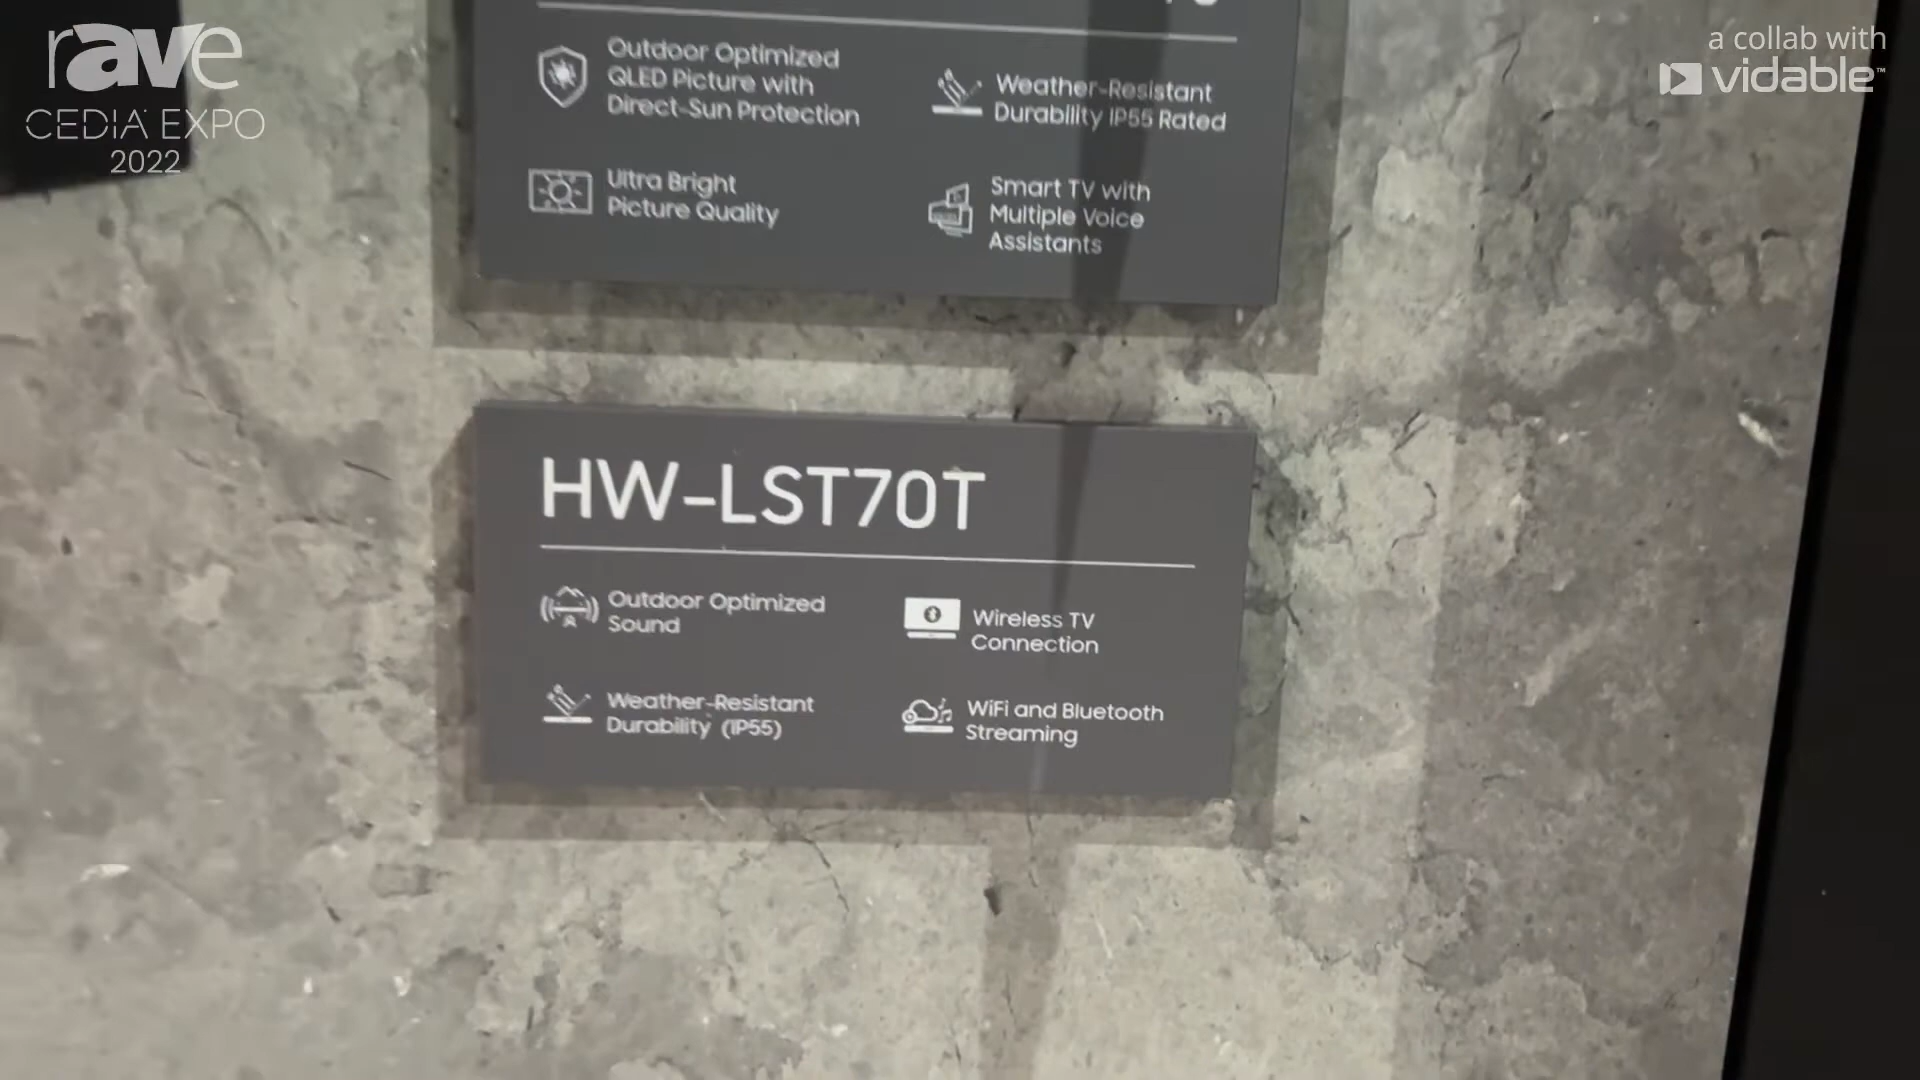 rave
CEDIA EXPO
2022
a collab with
vidable™
Outdoor Optimized
QLED Picture with
Direct-Sun Protection
Weather-Resistant
Durability IP55 Rated
Ultra Bright
Picture Quality
Smart TV with
Multiple Voice
Assistants
HW-LST70T
Outdoor Optimized
Sound
Wireless TV
Connection
Weather-Resistant
Durability (IP55)
WiFi and Bluetooth
Streaming